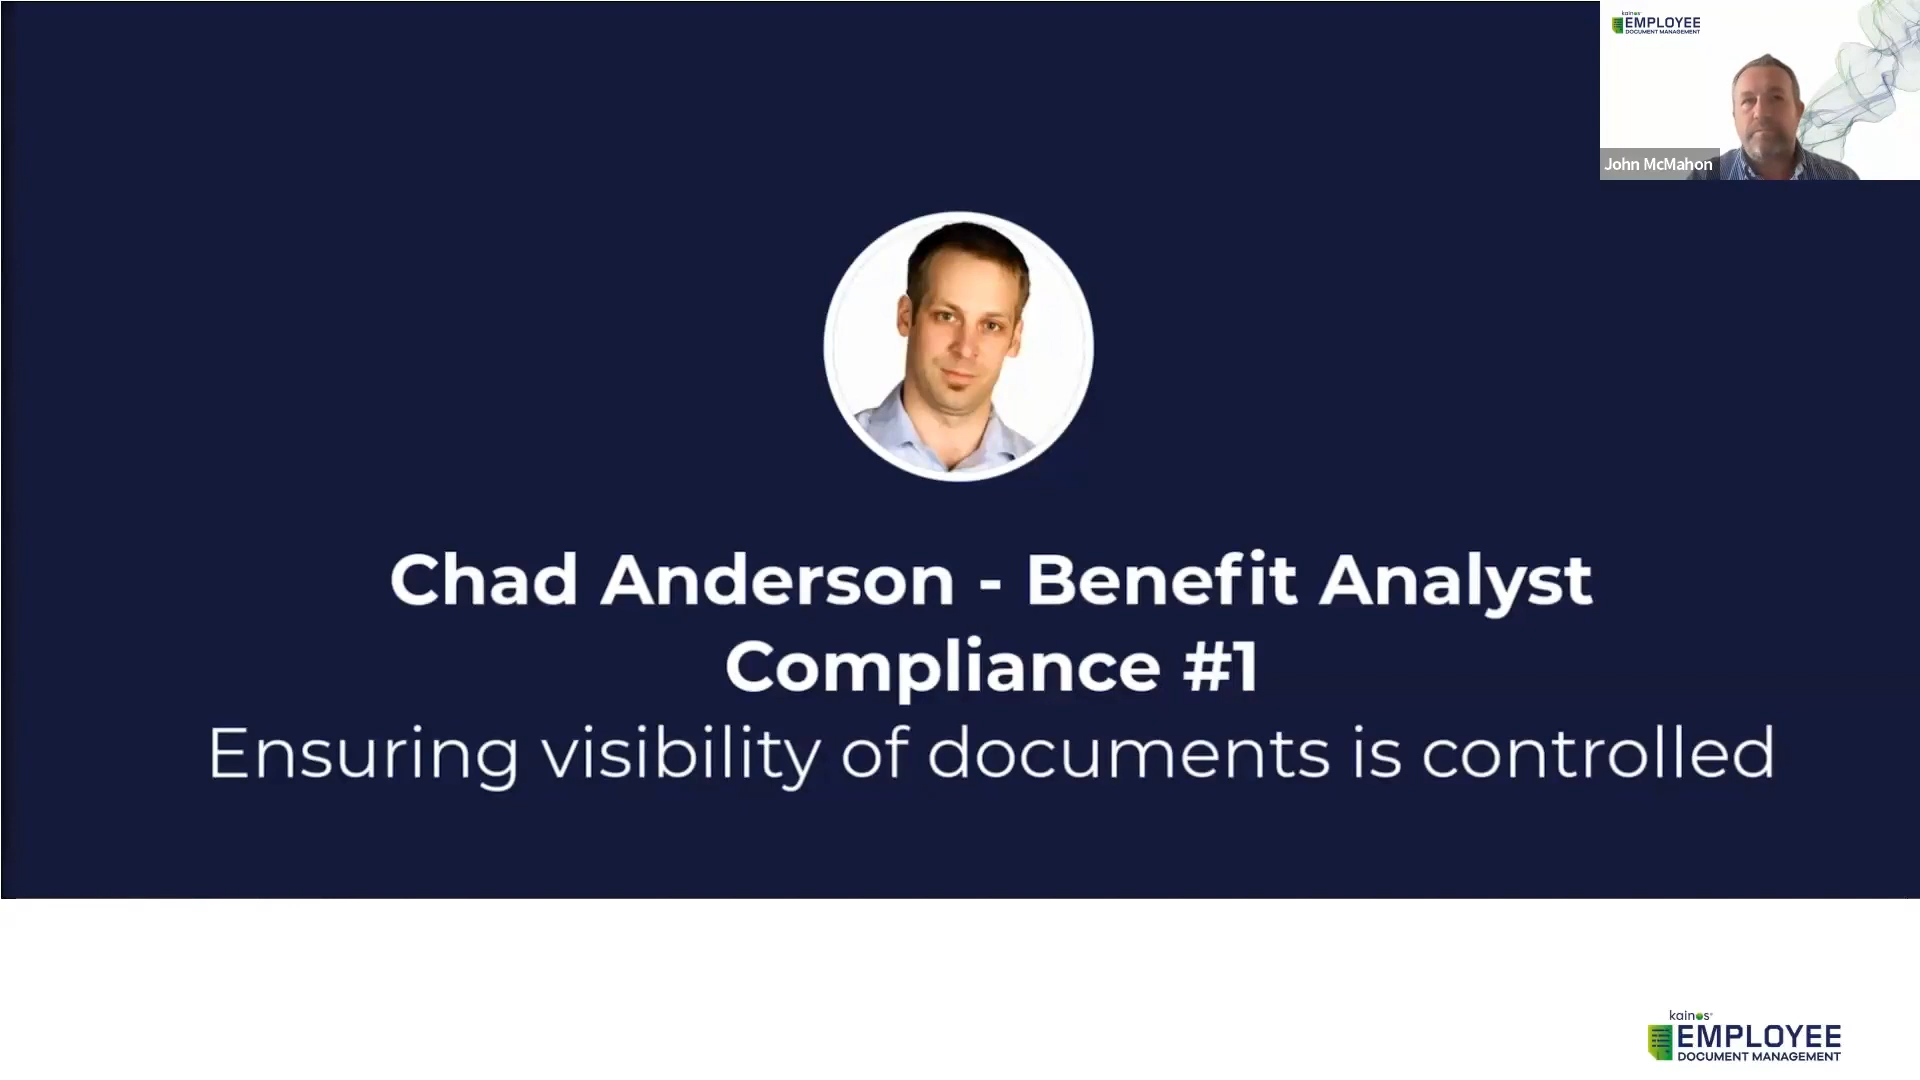 kainos
EMPLOYEE
DOCUMENT MANAGEMENT
John McMahon
Chad Anderson - Benefit Analyst
Compliance #1
Ensuring visibility of documents is controlled
kainos
EMPLOYEE
DOCUMENT MANAGEMENT